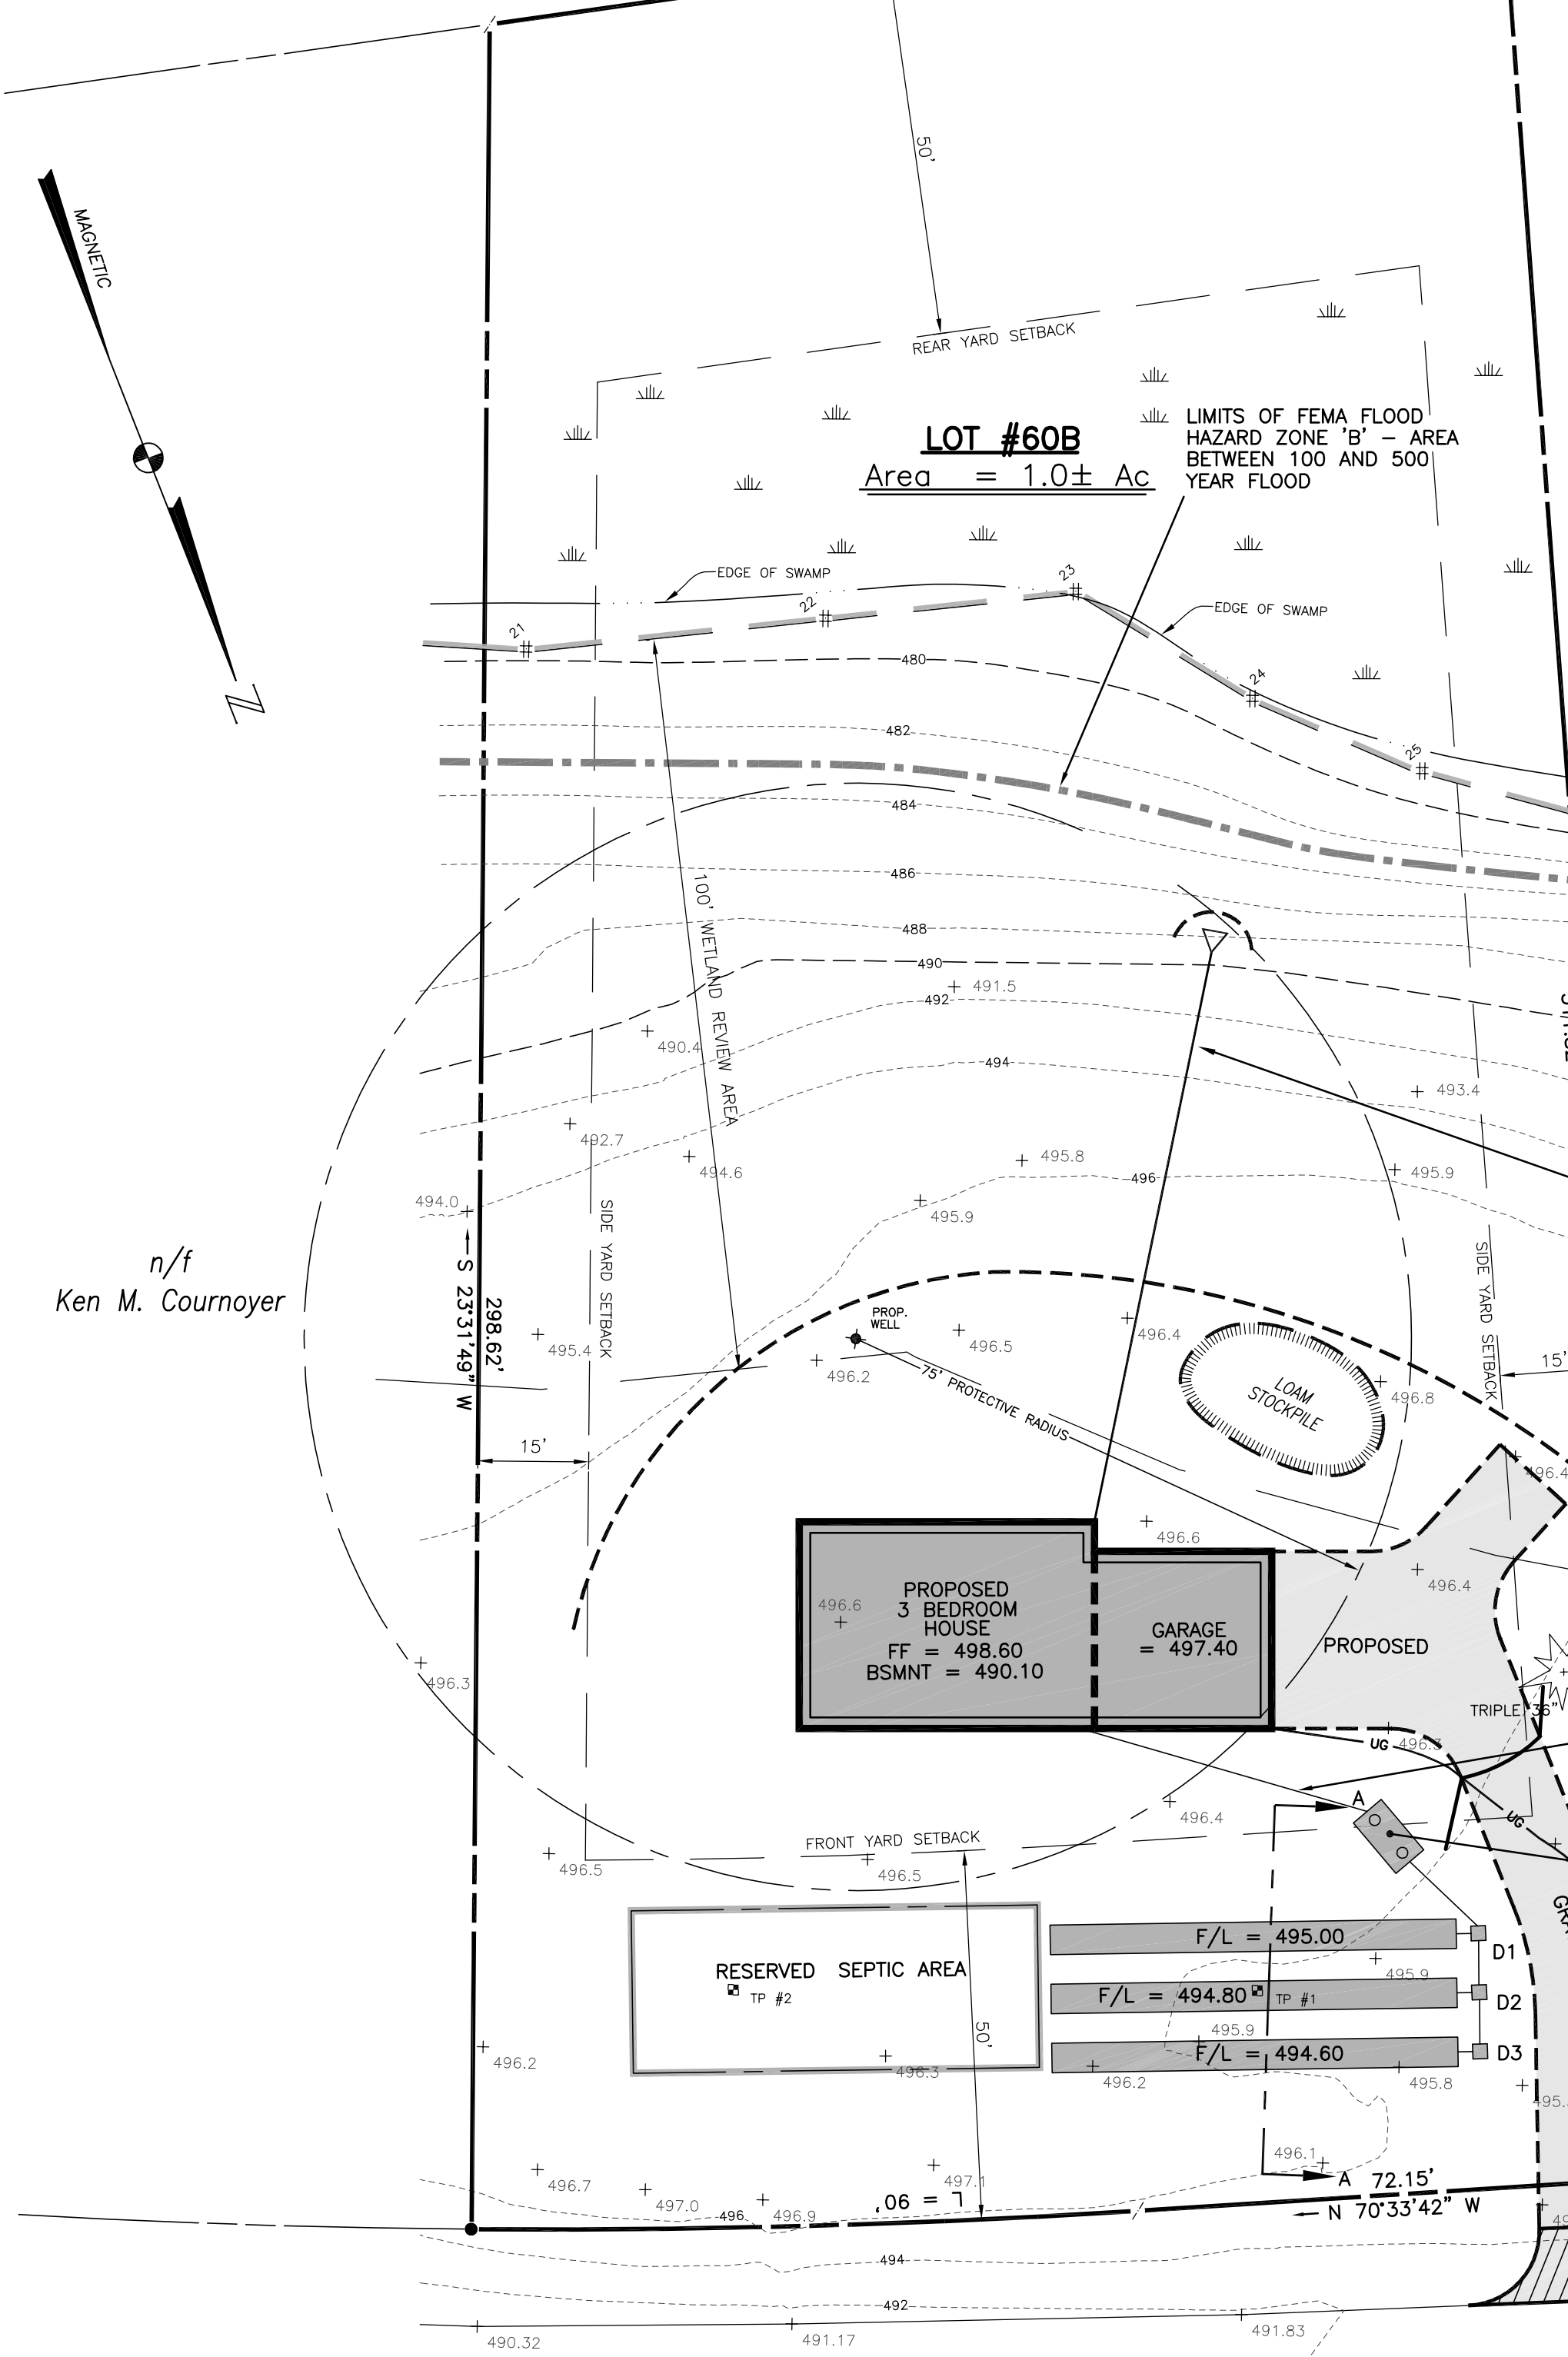 50'
MAGNETIC
Z
REAR YARD SETBACK
LOT #60B
Area = 1.0± Ac
LIMITS OF FEMA FLOOD
HAZARD ZONE 'B' – AREA
BETWEEN 100 AND 500
YEAR FLOOD
EDGE OF SWAMP
21
22
23
EDGE OF SWAMP
24
25
480
482
484
486
488
490
491.5
492
490.4
100' WETLAND REVIEW AREA
494
493.4
492.7
494.6
495.8
496
495.9
494.0
495.9
n/f
Ken M. Cournoyer
S 23°31'49" W
298.62'
SIDE YARD SETBACK
SIDE YARD SETBACK
495.4
PROP.
WELL
496.5
496.4
496.2
75' PROTECTIVE RADIUS
LOAM
STOCKPILE
496.8
15'
15'
496.4
496.6
496.4
PROPOSED
3 BEDROOM
HOUSE
FF = 498.60
BSMNT = 490.10
496.6
GARAGE
= 497.40
PROPOSED
496.3
TRIPLE 36"
UG
496.3
A
496.4
UG
FRONT YARD SETBACK
496.5
496.5
F/L = 495.00
D1
495.9
RESERVED SEPTIC AREA
TP #2
F/L = 494.80
TP #1
D2
50'
495.9
F/L = 494.60
D3
496.2
496.3
496.2
495.8
496.1
A
72.15'
496.7
497.0
497.1
496.9
L = 90'
496
N 70°33'42" W
494
492
490.32
491.17
491.83